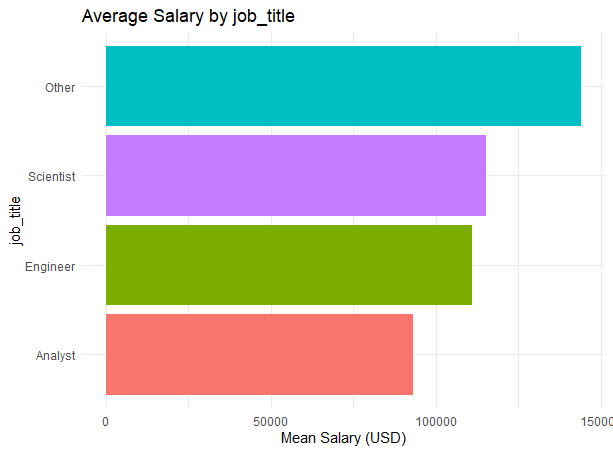 Average Salary by job_title
Other
Scientist
Engineer
Analyst
job_title
0 50000 100000 15000
Mean Salary (USD)